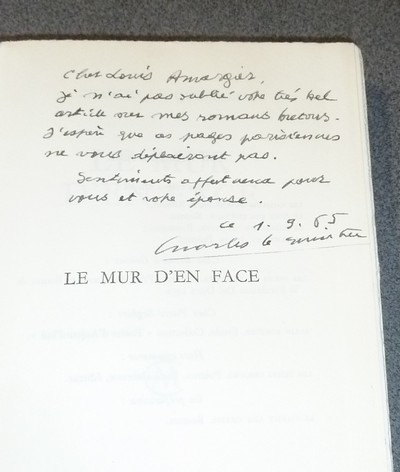 Cher Louis Amargier,
je n'ai pas oublié votre très bel
article sur mes romans bretons.
J'espère que ces pages parisiennes
ne vous déplairont pas.
Sentiments affectueux pour
vous et votre épouse.
ce 1.9.65
Charles le Quintrec
LE MUR D'EN FACE